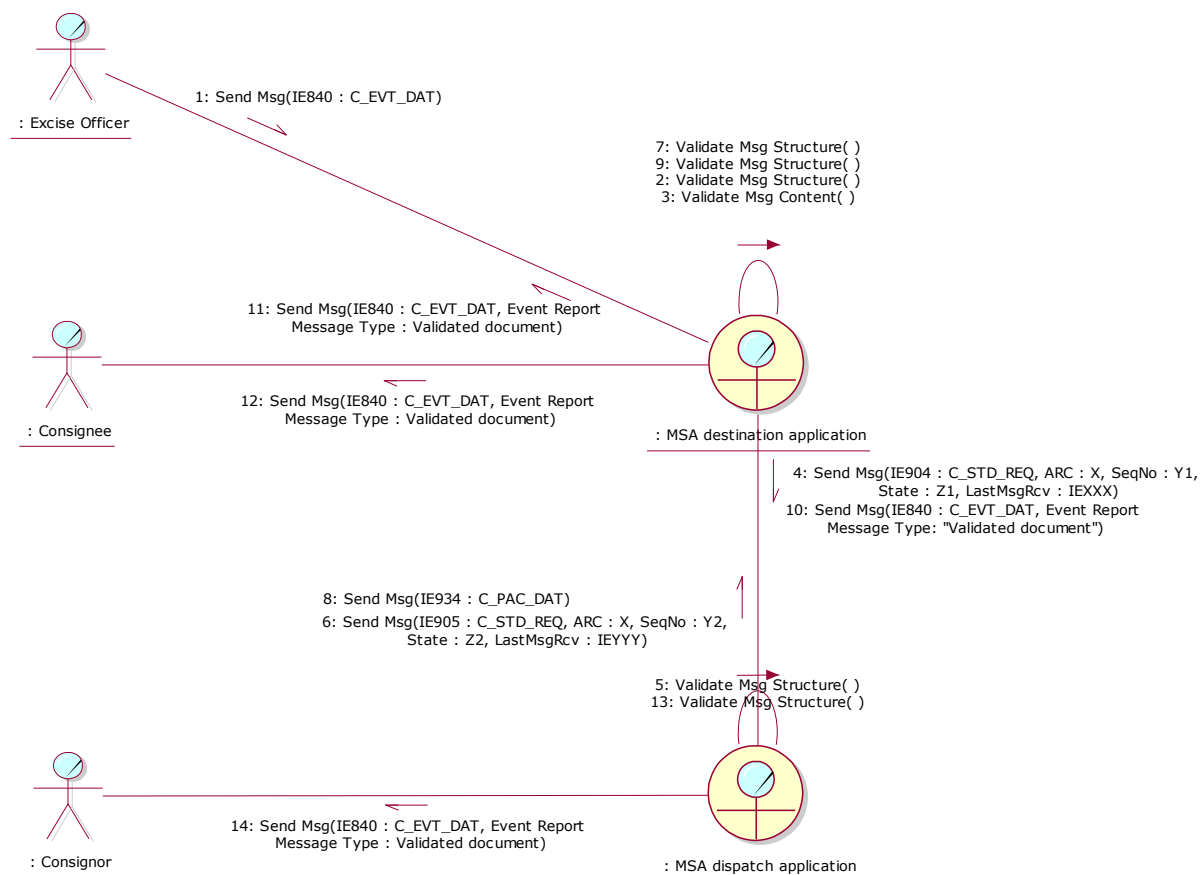 1: Send Msg(IE840 : C_EVT_DAT)
: Excise Officer
7: Validate Msg Structure( )
9: Validate Msg Structure( )
2: Validate Msg Structure( )
3: Validate Msg Content( )
11: Send Msg(IE840 : C_EVT_DAT, Event Report
Message Type : Validated document)
12: Send Msg(IE840 : C_EVT_DAT, Event Report
Message Type : Validated document)
: Consignee
: MSA destination application
4: Send Msg(IE904 : C_STD_REQ, ARC : X, SeqNo : Y1,
State : Z1, LastMsgRcv : IEXXX)
10: Send Msg(IE840 : C_EVT_DAT, Event Report
Message Type: "Validated document")
8: Send Msg(IE934 : C_PAC_DAT)
6: Send Msg(IE905 : C_STD_REQ, ARC : X, SeqNo : Y2,
State : Z2, LastMsgRcv : IEYYY)
5: Validate Msg Structure( )
13: Validate Msg Structure( )
14: Send Msg(IE840 : C_EVT_DAT, Event Report
Message Type : Validated document)
: Consignor
: MSA dispatch application